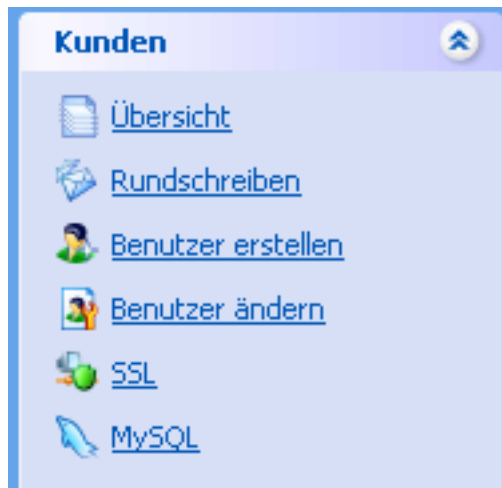 Kunden
Übersicht
Rundschreiben
Benutzer erstellen
Benutzer ändern
SSL
MySQL